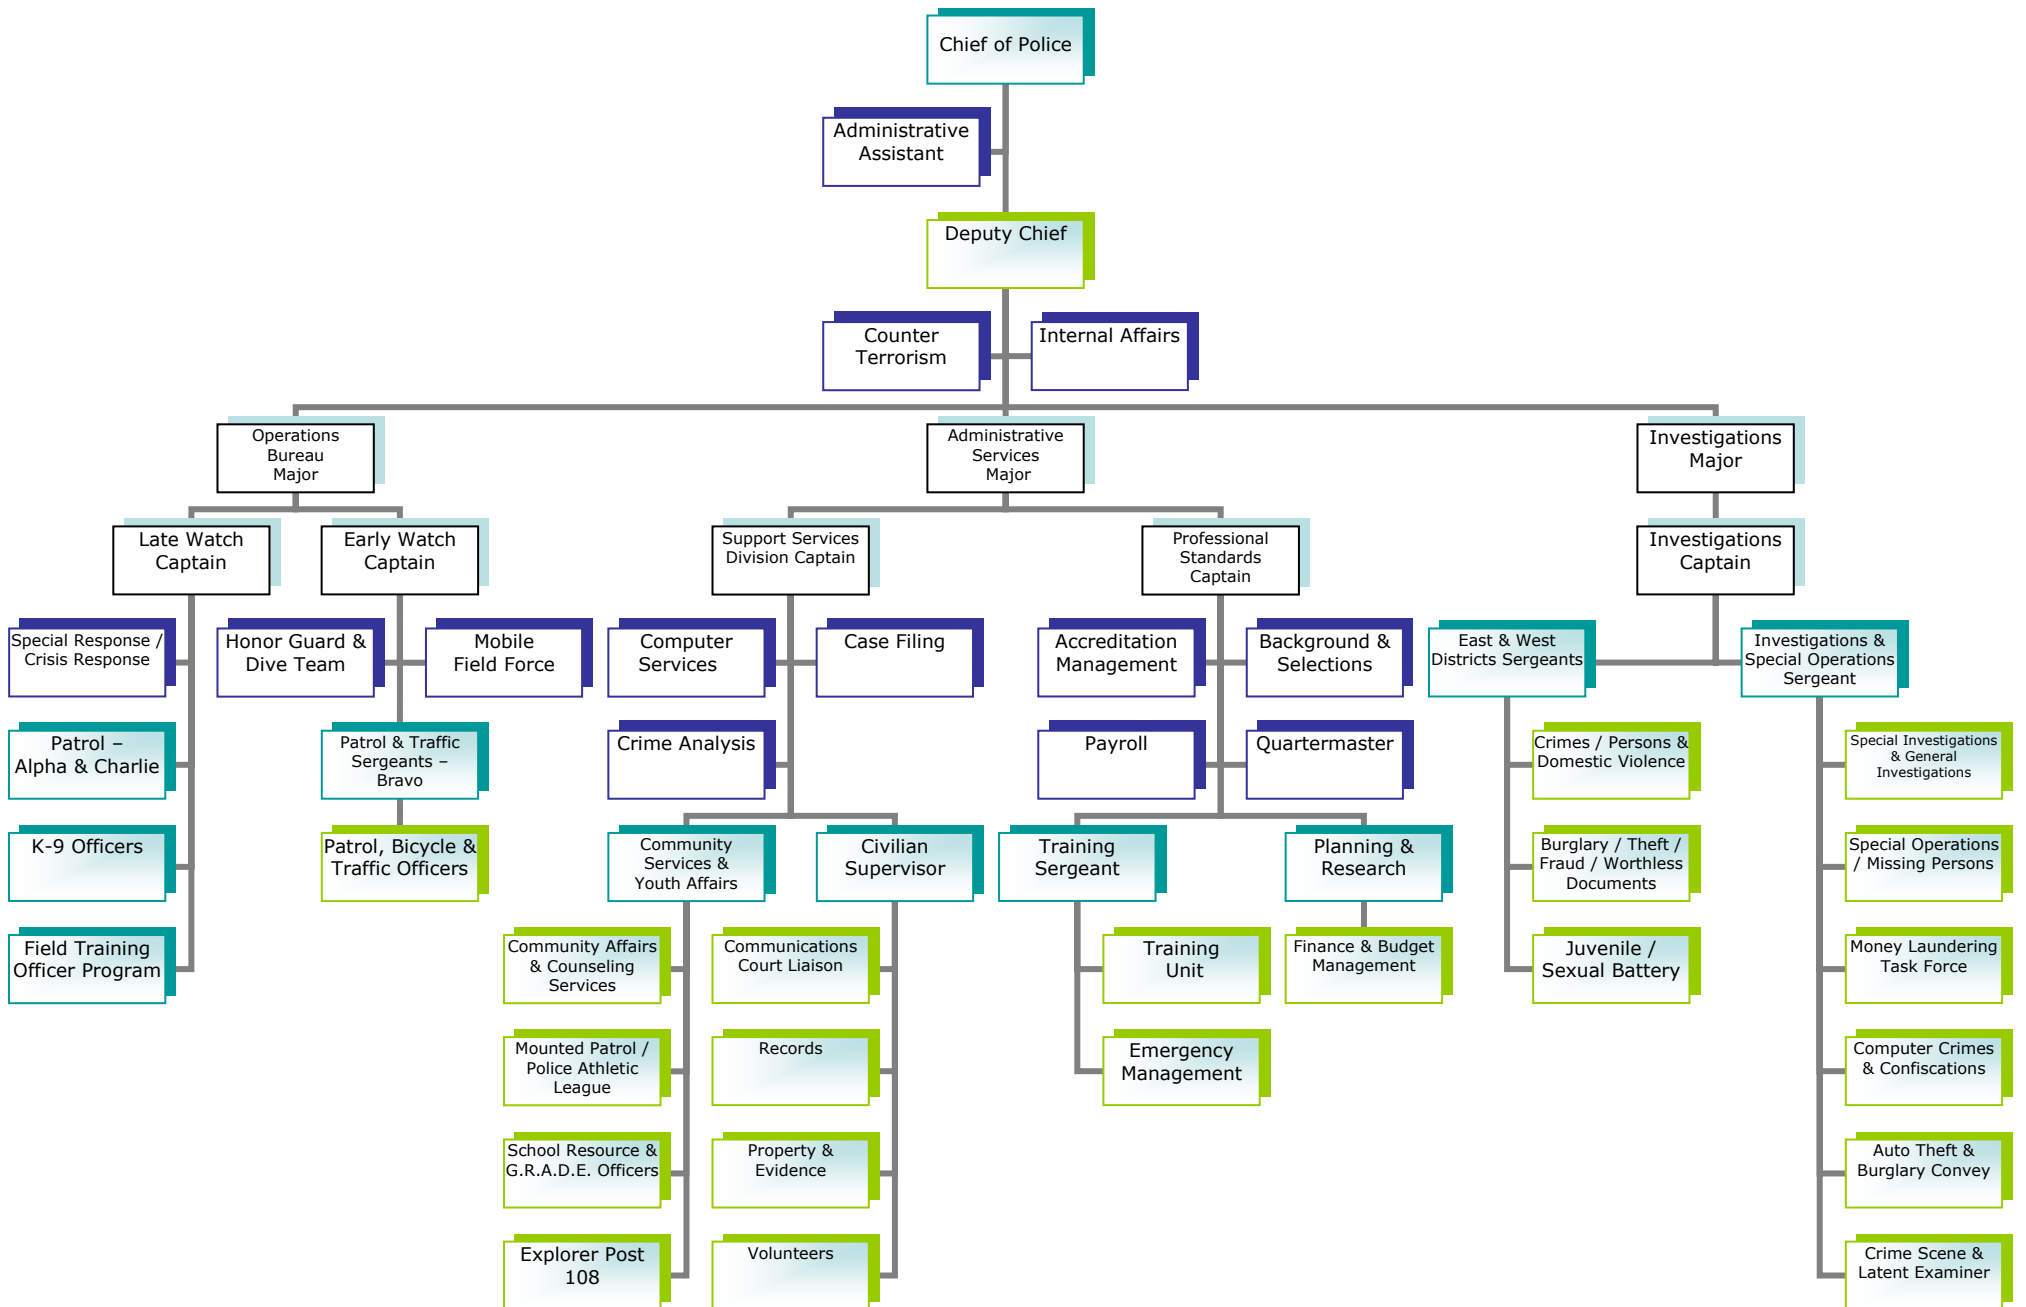 Chief of Police
Administrative
Assistant
Deputy Chief
Counter
Terrorism
Internal Affairs
Operations
Bureau
Major
Administrative
Services
Major
Investigations
Major
Late Watch
Captain
Early Watch
Captain
Support Services
Division Captain
Professional
Standards
Captain
Investigations
Captain
Special Response /
Crisis Response
Honor Guard &
Dive Team
Mobile
Field Force
Computer
Services
Case Filing
Accreditation
Management
Background &
Selections
East & West
Districts Sergeants
Investigations &
Special Operations
Sergeant
Patrol –
Alpha & Charlie
Patrol & Traffic
Sergeants –
Bravo
Crime Analysis
Payroll
Quartermaster
Crimes / Persons &
Domestic Violence
Special Investigations
& General
Investigations
K-9 Officers
Patrol, Bicycle &
Traffic Officers
Community
Services &
Youth Affairs
Civilian
Supervisor
Training
Sergeant
Planning &
Research
Burglary / Theft /
Fraud / Worthless
Documents
Special Operations
/ Missing Persons
Field Training
Officer Program
Community Affairs
& Counseling
Services
Communications
Court Liaison
Training
Unit
Finance & Budget
Management
Juvenile /
Sexual Battery
Money Laundering
Task Force
Mounted Patrol /
Police Athletic
League
Records
Emergency
Management
Computer Crimes
& Confiscations
School Resource &
G.R.A.D.E. Officers
Property &
Evidence
Auto Theft &
Burglary Convey
Explorer Post
108
Volunteers
Crime Scene &
Latent Examiner